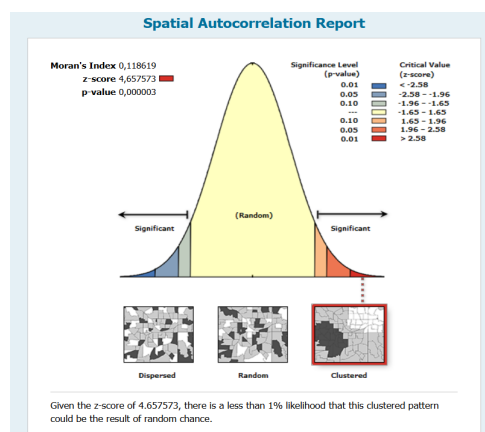 Spatial Autocorrelation Report
Moran's Index 0,118619
z-score 4,657573
p-value 0,000003
Significance Level Critical Value
(p-value) (z-score)
0.01 < -2.58
0.05 -2.58 - -1.96
0.10 -1.96 - -1.65
--- -1.65 - 1.65
0.10 1.65 - 1.96
0.05 1.96 - 2.58
0.01 > 2.58
(Random)
Significant Significant
Dispersed Random Clustered
Given the z-score of 4.657573, there is a less than 1% likelihood that this clustered pattern
could be the result of random chance.